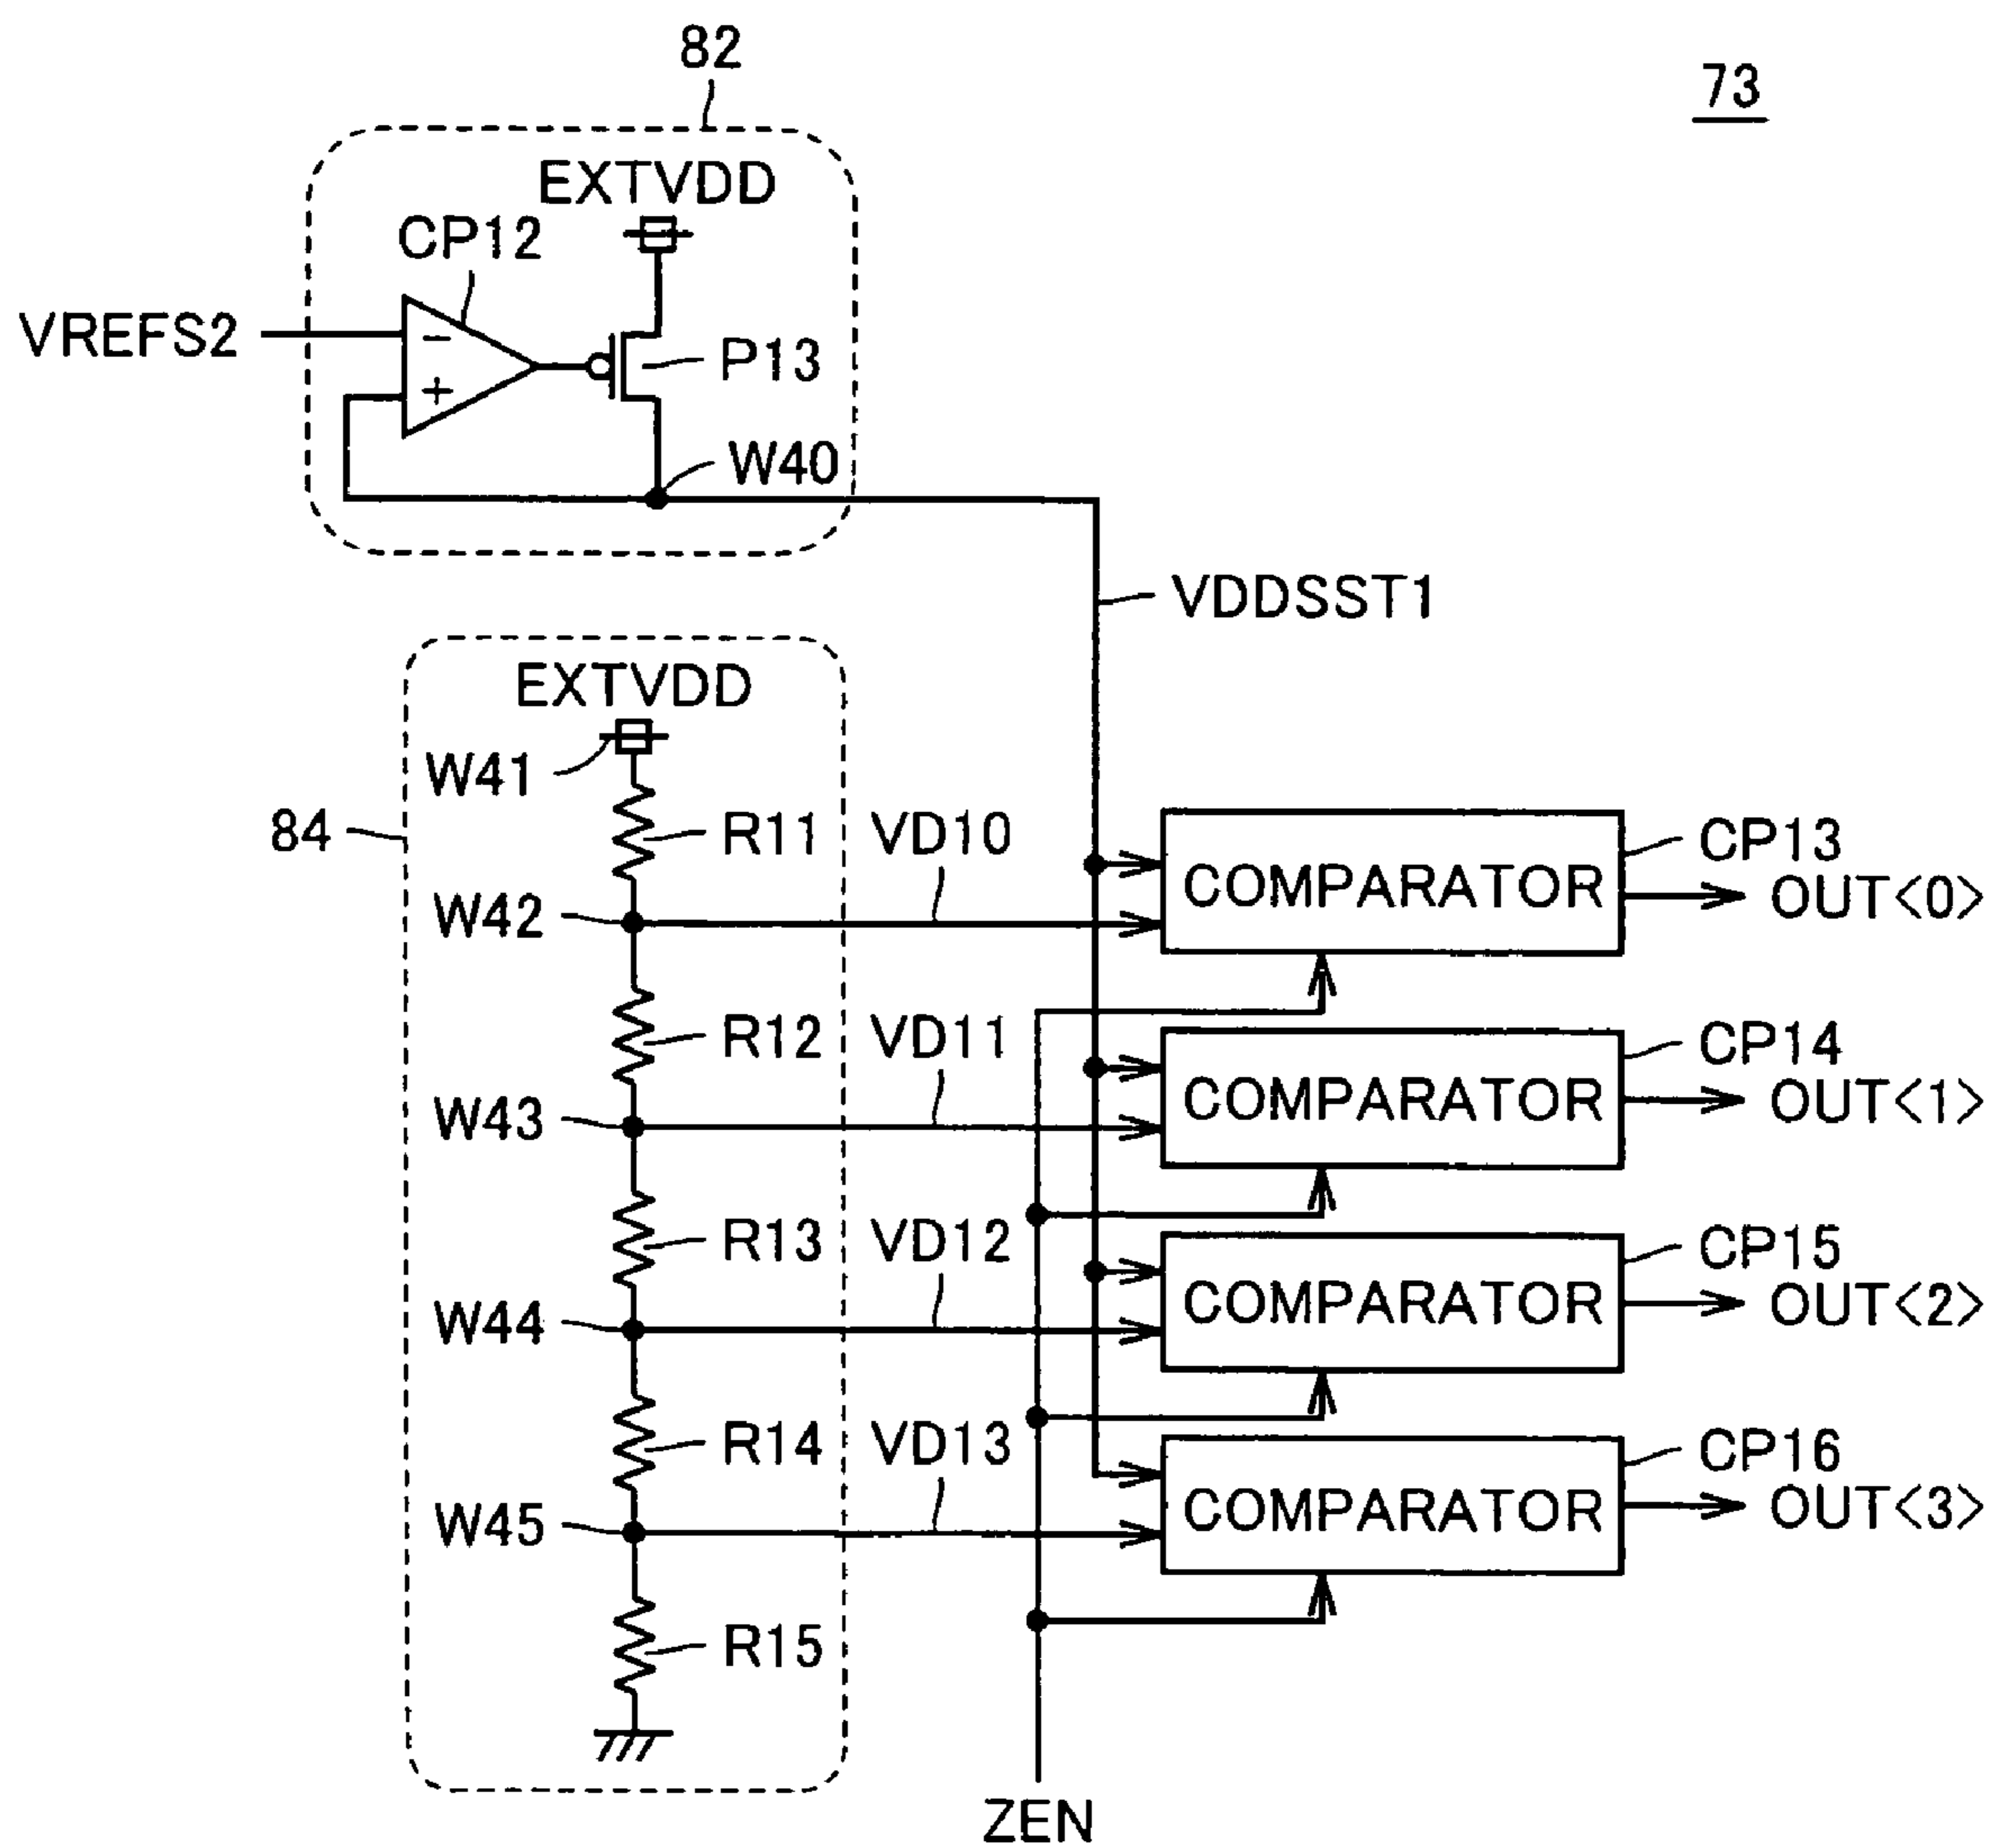 82
73
EXTVDD
CP12
VREFS2
−
+
P13
W40
VDDSST1
EXTVDD
W41
84
R11
VD10
CP13
COMPARATOR
OUT<0>
W42
R12
VD11
CP14
COMPARATOR
OUT<1>
W43
R13
VD12
CP15
COMPARATOR
OUT<2>
W44
R14
VD13
CP16
COMPARATOR
OUT<3>
W45
R15
ZEN